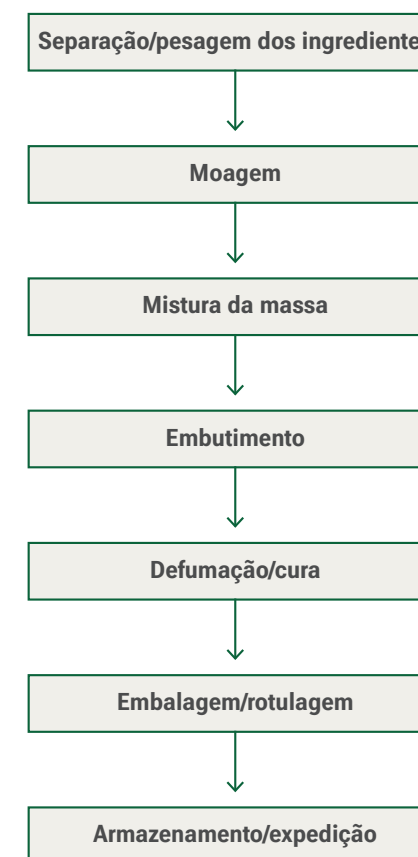 Separação/pesagem dos ingrediente
Moagem
Mistura da massa
Embutimento
Defumação/cura
Embalagem/rotulagem
Armazenamento/expedição